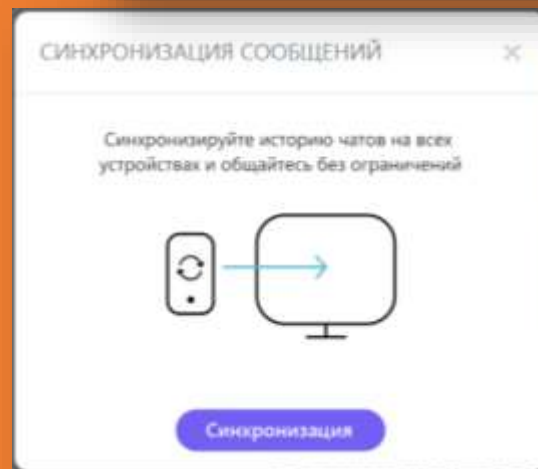 СИНХРОНИЗАЦИЯ СООБЩЕНИЙ
Синхронизируйте историю чатов на всех
устройствах и общайтесь без ограничений
Синхронизация